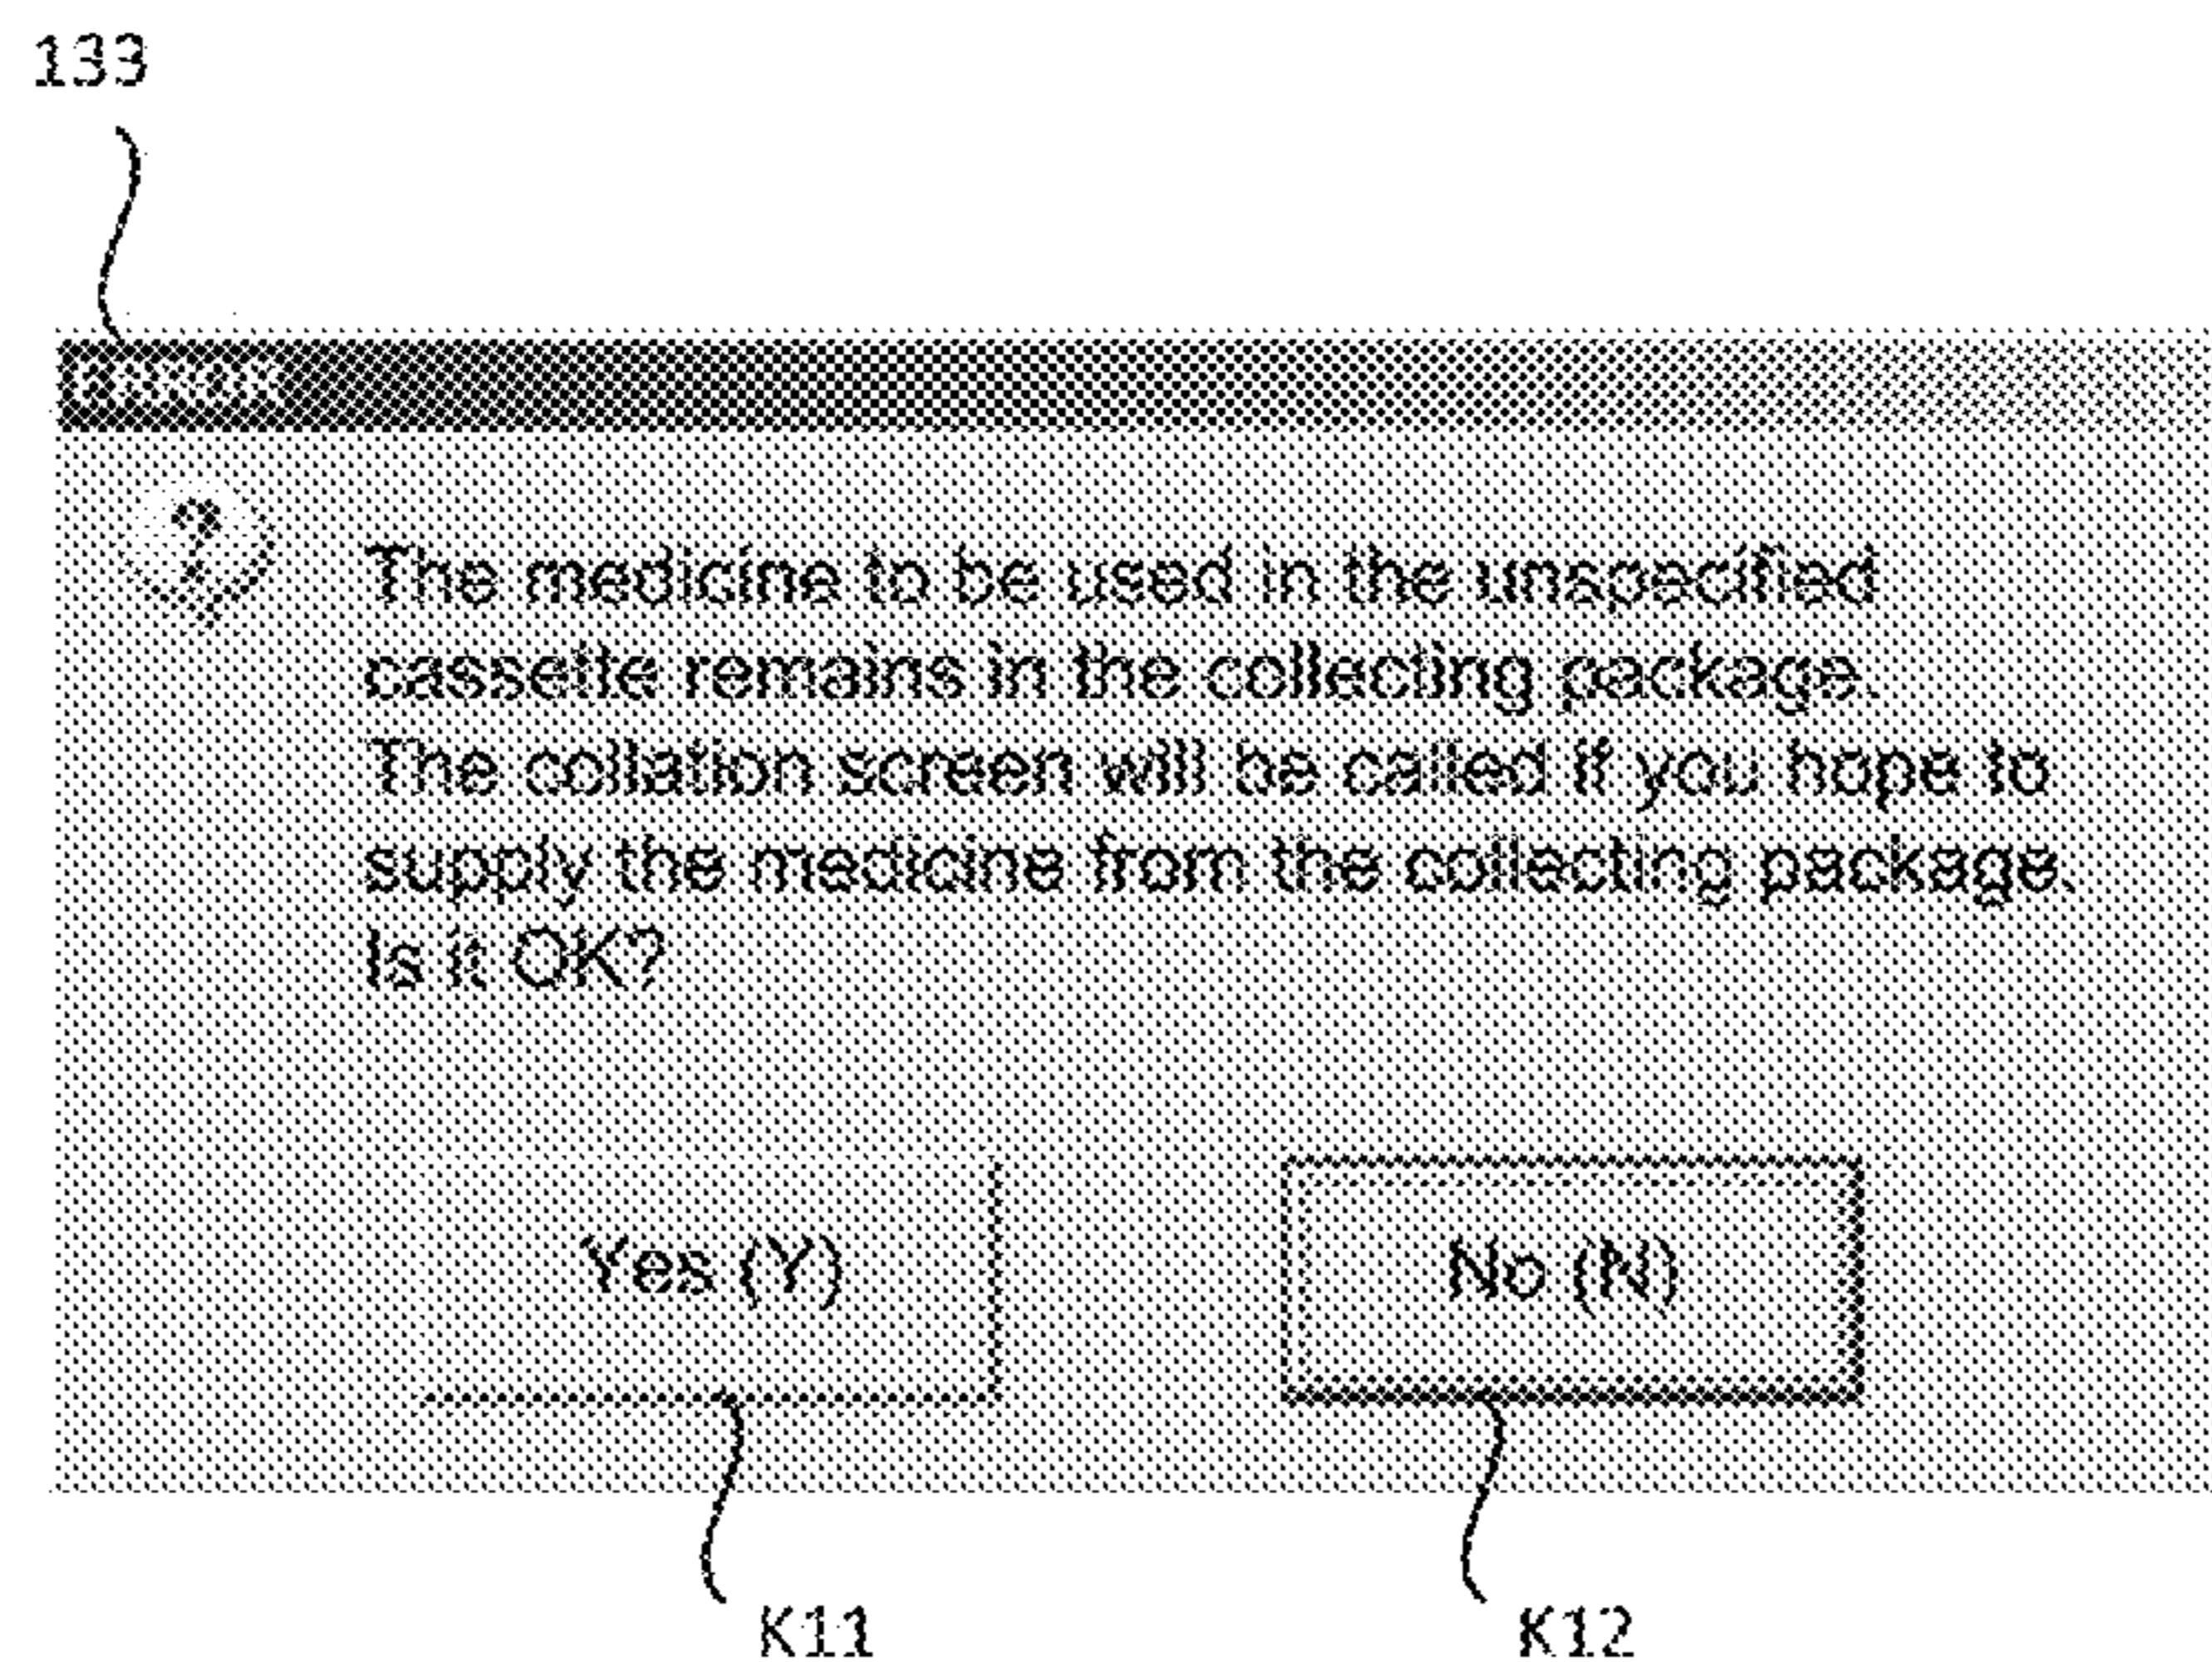 133
ERROR
?
The medicine to be used in the unspecified
cassette remains in the collecting package.
The collation screen will be called if you hope to
supply the medicine from the collecting package.
Is it OK?
Yes (Y) No (N)
K11 K12